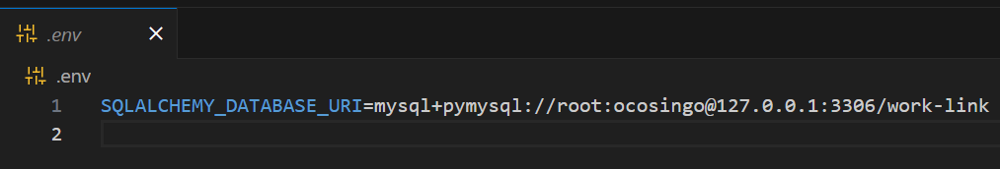 .env
.env
1 SQLALCHEMY_DATABASE_URI=mysql+pymysql://root:ocosingo@127.0.0.1:3306/work-link
2